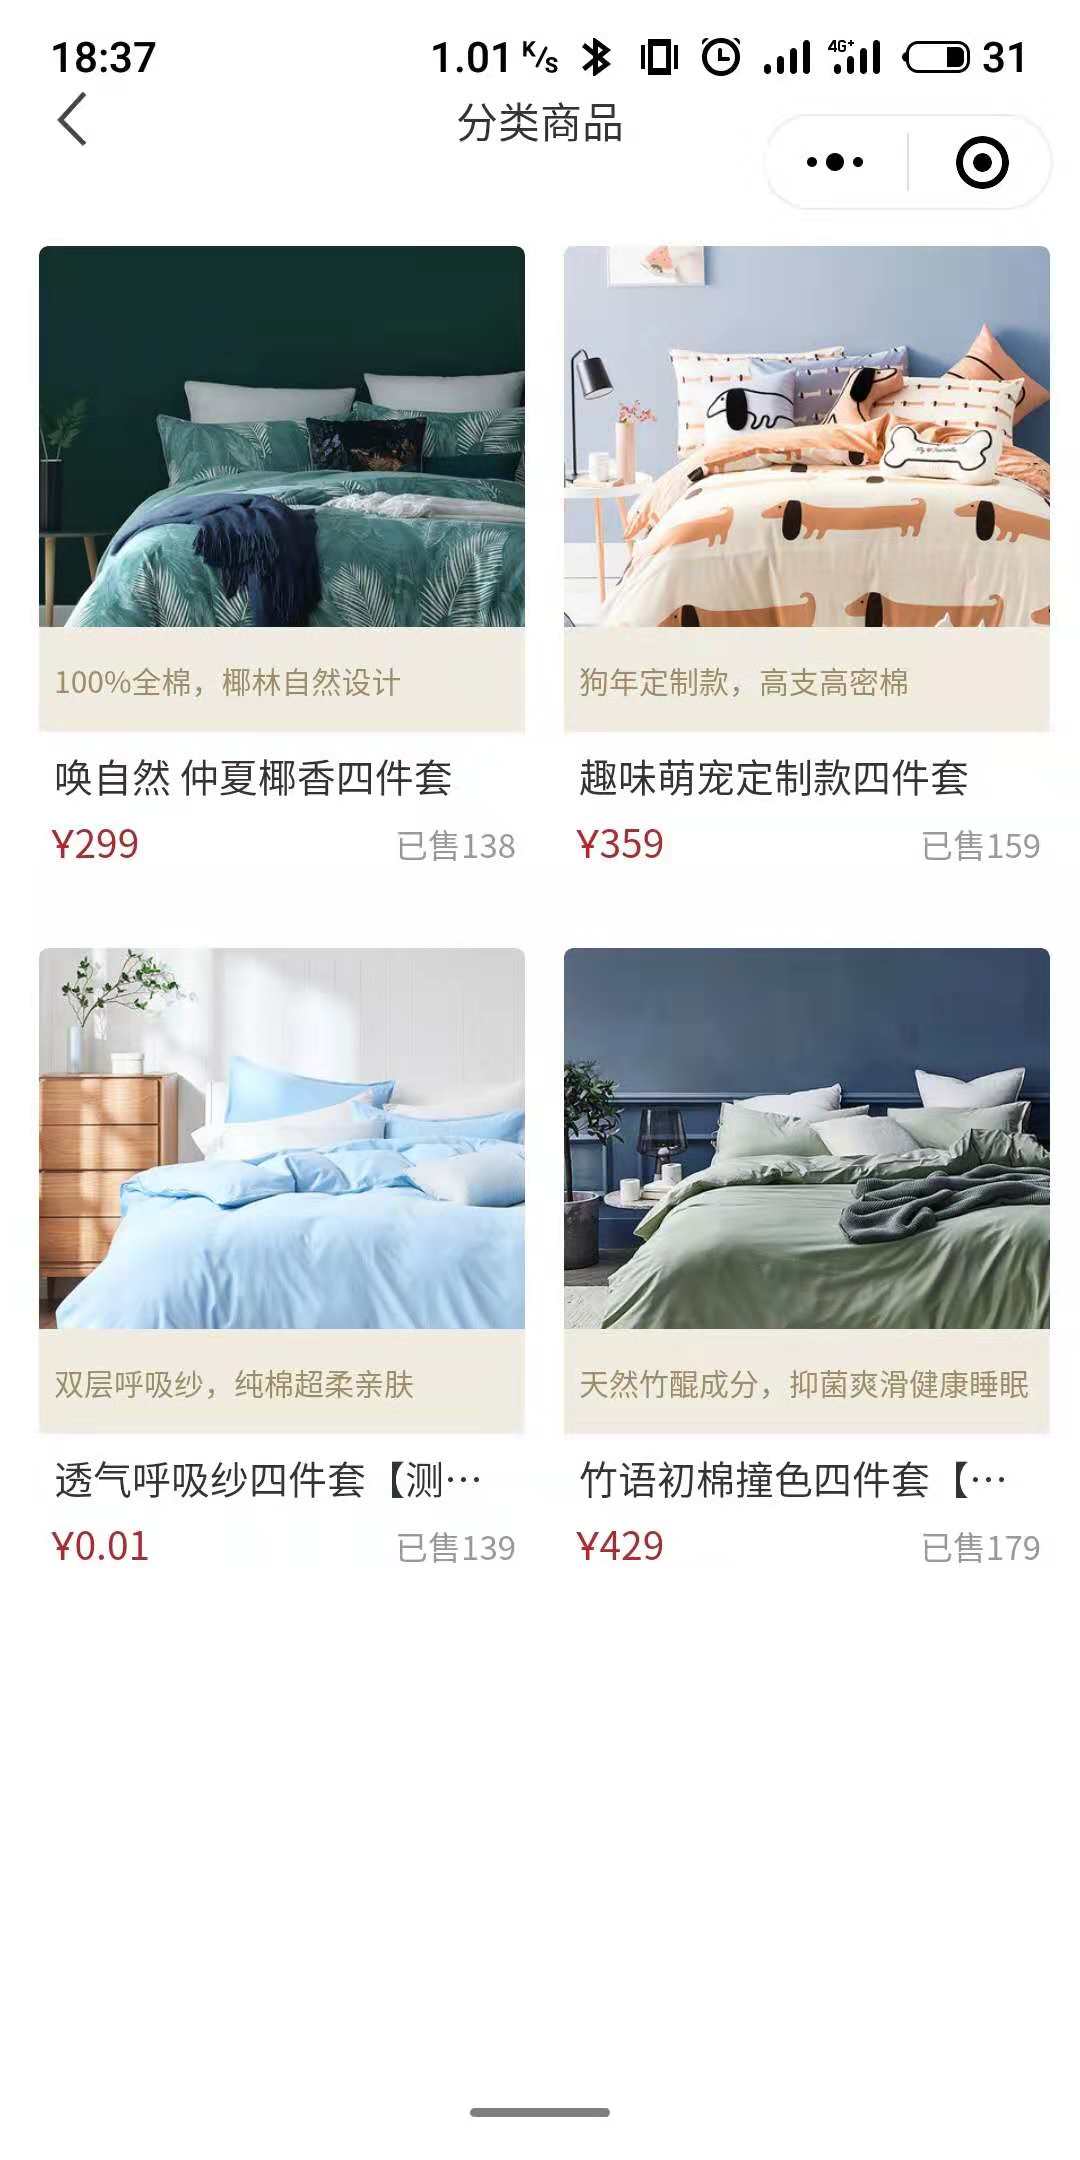 18:37
1.01 K/s 4G+ 31
分类商品
100%全棉，椰林自然设计
狗年定制款，高支高密棉
唤自然 仲夏椰香四件套
趣味萌宠定制款四件套
¥299 已售138
¥359 已售159
双层呼吸纱，纯棉超柔亲肤
天然竹醌成分，抑菌爽滑健康睡眠
透气呼吸纱四件套【测…
竹语初棉撞色四件套【…
¥0.01 已售139
¥429 已售179